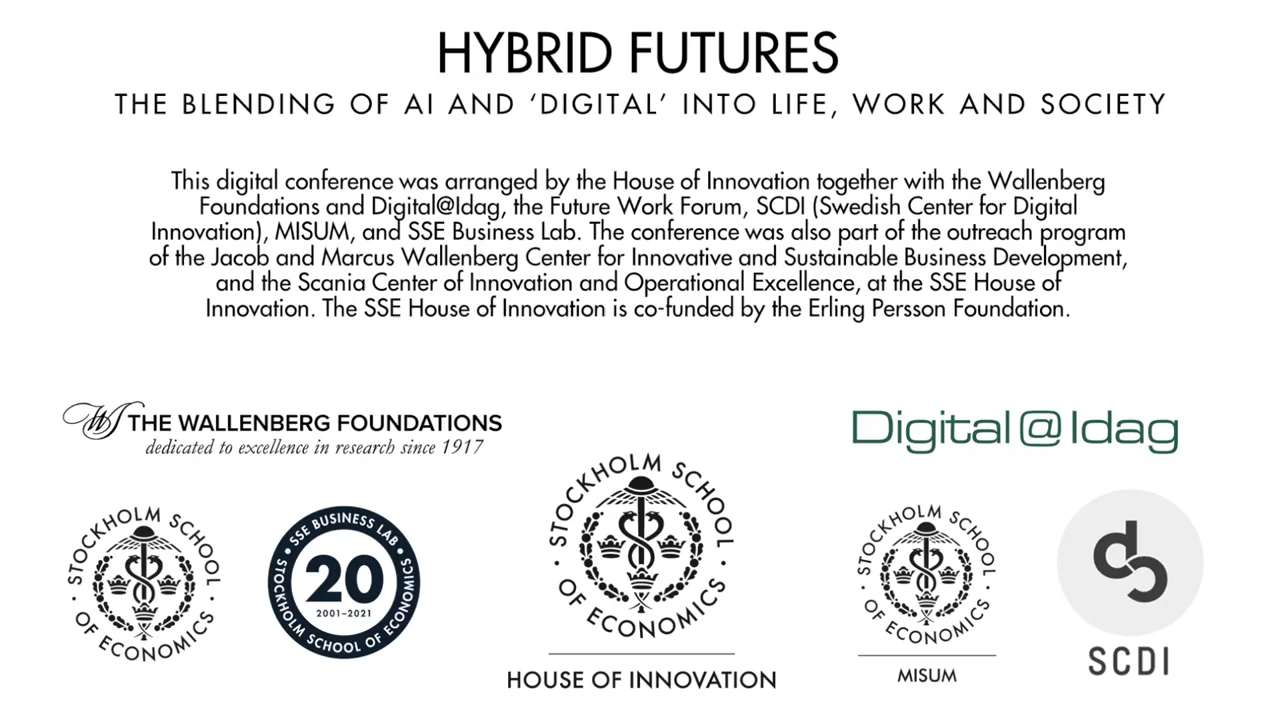 HYBRID FUTURES
THE BLENDING OF AI AND ‘DIGITAL’ INTO LIFE, WORK AND SOCIETY
This digital conference was arranged by the House of Innovation together with the Wallenberg
Foundations and Digital@Idag, the Future Work Forum, SCDI (Swedish Center for Digital
Innovation), MISUM, and SSE Business Lab. The conference was also part of the outreach program
of the Jacob and Marcus Wallenberg Center for Innovative and Sustainable Business Development,
and the Scania Center of Innovation and Operational Excellence, at the SSE House of
Innovation. The SSE House of Innovation is co-funded by the Erling Persson Foundation.
THE WALLENBERG FOUNDATIONS
dedicated to excellence in research since 1917
Digital@Idag
STOCKHOLM SCHOOL · OF ECONOMICS ·
• SSE BUSINESS LAB • STOCKHOLM SCHOOL OF ECONOMICS
20
2001–2021
STOCKHOLM SCHOOL · OF ECONOMICS ·
HOUSE OF INNOVATION
STOCKHOLM SCHOOL · OF ECONOMICS ·
MISUM
SCDI